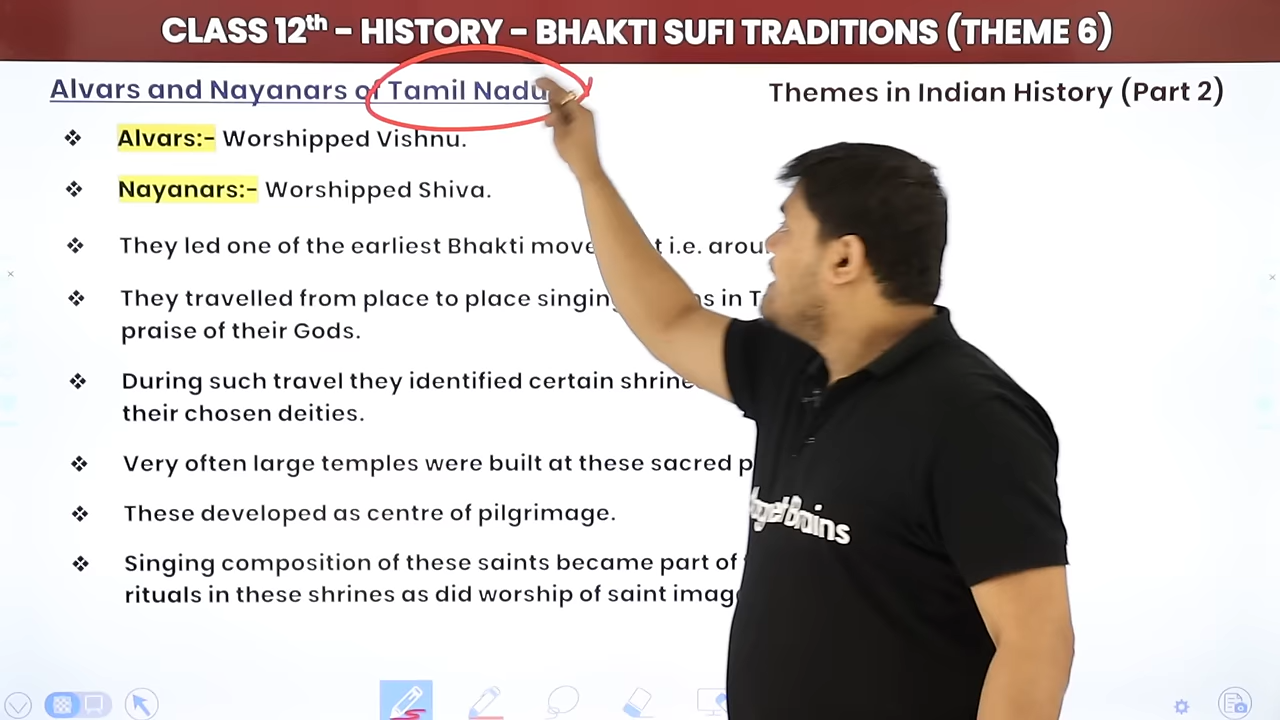 CLASS 12th - HISTORY - BHAKTI SUFI TRADITIONS (THEME 6)
Alvars and Nayanars of Tamil Nadu
Themes in Indian History (Part 2)
❖ Alvars:- Worshipped Vishnu.
❖ Nayanars:- Worshipped Shiva.
❖ They led one of the earliest Bhakti i.e.
❖ They travelled from place to place singing in
praise of their Gods.
❖ During such travel they identified certain
their chosen deities.
❖ Very often large temples were built at these sacred
❖ These developed as centre of pilgrimage.
❖ Singing composition of these saints became part of
rituals in these shrines as did worship of saint
Brains